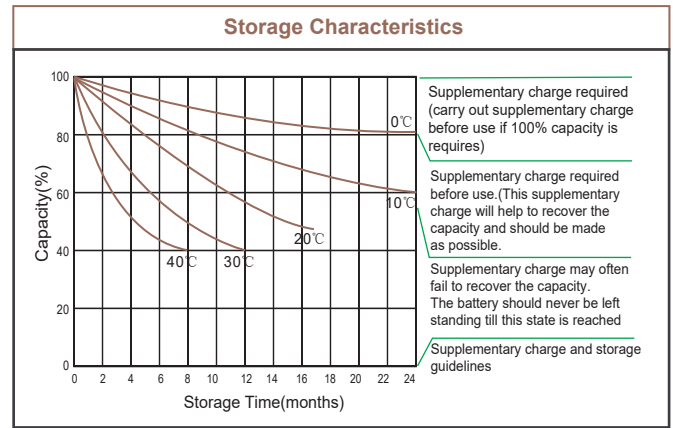 Storage Characteristics
100
80
60
40
20
0
Capacity(%)
0℃
10℃
20℃
30℃
40℃
0 2 4 6 8 10 12 14 16 18 20 22 24
Storage Time(months)
Supplementary charge required
(carry out supplementary charge
before use if 100% capacity is
requires)
Supplementary charge required
before use.(This supplementary
charge will help to recover the
capacity and should be made
as possible.
Supplementary charge may often
fail to recover the capacity.
The battery should never be left
standing till this state is reached
Supplementary charge and storage
guidelines